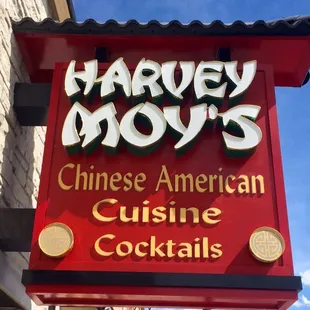 HARVEY
MOY'S
Chinese American
Cuisine
Cocktails